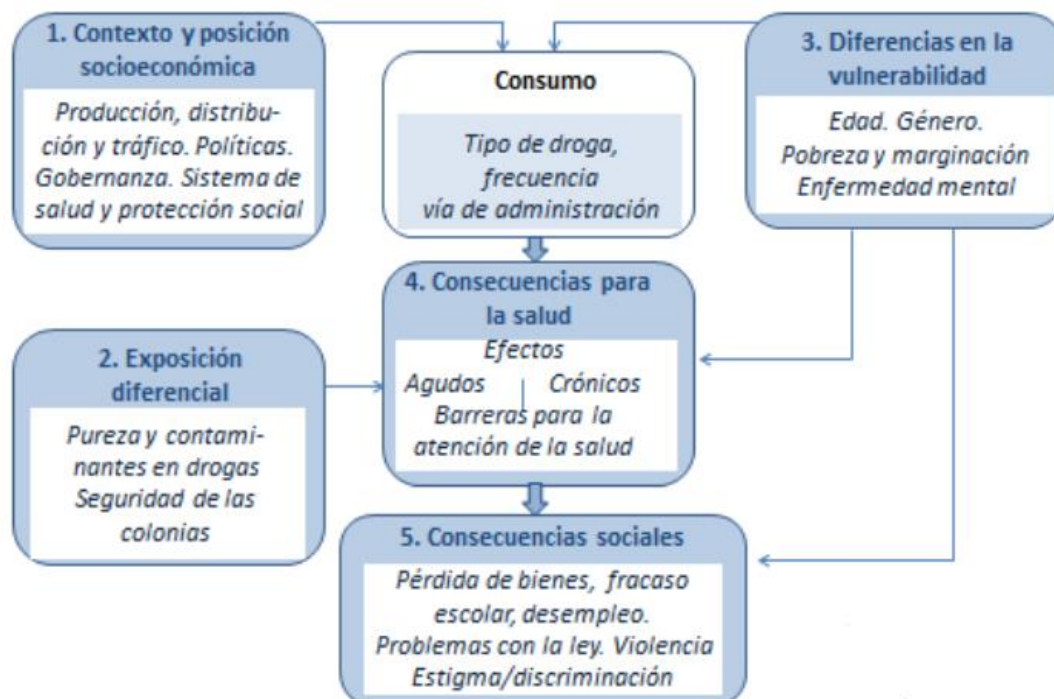 1. Contexto y posición
socioeconómica
Producción, distribu-
ción y tráfico. Políticas.
Gobernanza. Sistema de
salud y protección social
Consumo
Tipo de droga,
frecuencia
vía de administración
3. Diferencias en la
vulnerabilidad
Edad. Género.
Pobreza y marginación
Enfermedad mental
2. Exposición
diferencial
Pureza y contami-
nantes en drogas
Seguridad de las
colonias
4. Consecuencias para
la salud
Efectos
Agudos Crónicos
Barreras para la
atención de la salud
5. Consecuencias sociales
Pérdida de bienes, fracaso
escolar, desempleo.
Problemas con la ley. Violencia
Estigma/discriminación